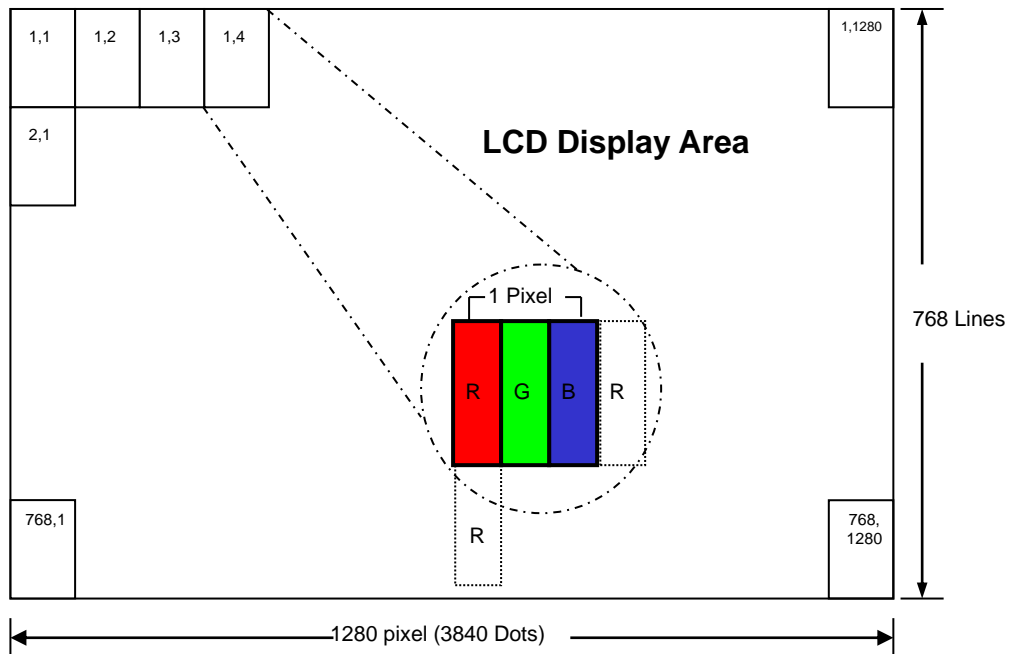 1,1 1,2 1,3 1,4 1,1280
2,1
LCD Display Area
1 Pixel
768 Lines
R G B R
R
768,1
768,
1280
1280 pixel (3840 Dots)